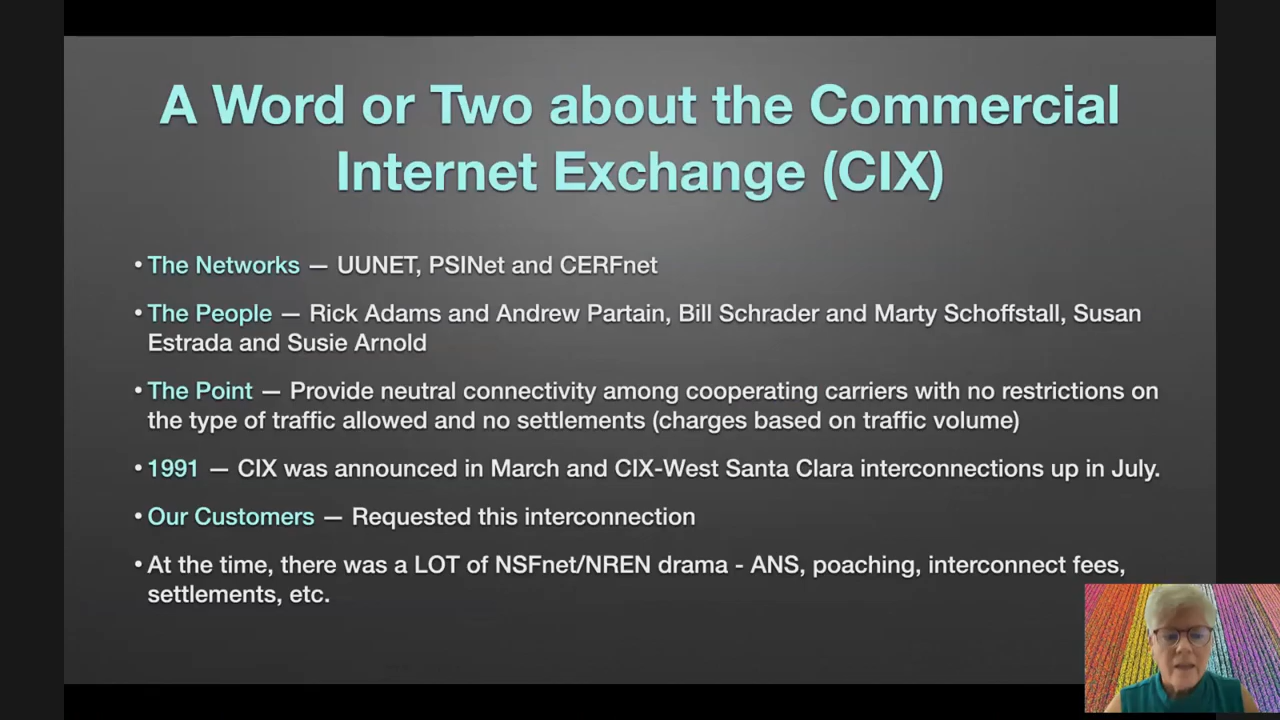 A Word or Two about the Commercial
Internet Exchange (CIX)
• The Networks — UUNET, PSINet and CERFnet
• The People — Rick Adams and Andrew Partain, Bill Schrader and Marty Schoffstall, Susan
Estrada and Susie Arnold
• The Point — Provide neutral connectivity among cooperating carriers with no restrictions on
the type of traffic allowed and no settlements (charges based on traffic volume)
• 1991 — CIX was announced in March and CIX-West Santa Clara interconnections up in July.
• Our Customers — Requested this interconnection
• At the time, there was a LOT of NSFnet/NREN drama - ANS, poaching, interconnect fees,
settlements, etc.